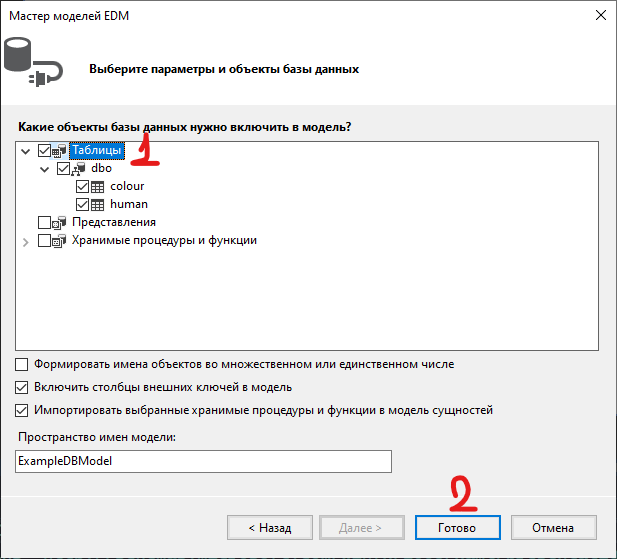 Мастер моделей EDM
Выберите параметры и объекты базы данных
Какие объекты базы данных нужно включить в модель?
Таблицы 1
dbo
colour
human
Представления
Хранимые процедуры и функции
Формировать имена объектов во множественном или единственном числе
Включить столбцы внешних ключей в модель
Импортировать выбранные хранимые процедуры и функции в модель сущностей
Пространство имен модели:
ExampleDBModel
2
< Назад Далее > Готово Отмена